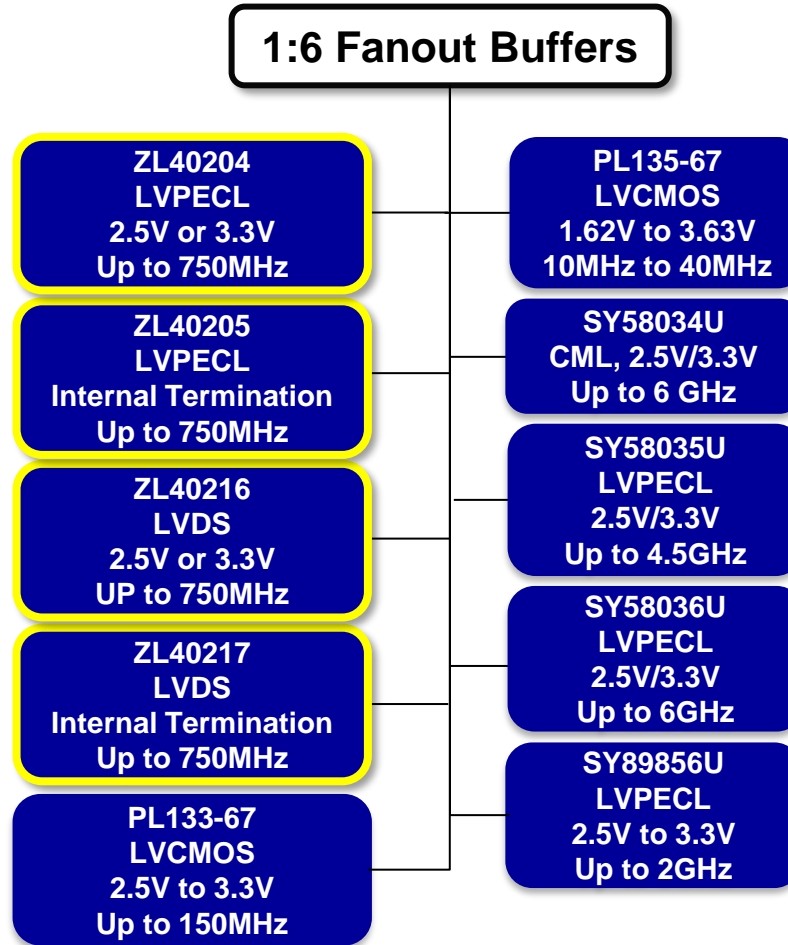 1:6 Fanout Buffers
ZL40204
LVPECL
2.5V or 3.3V
Up to 750MHz
ZL40205
LVPECL
Internal Termination
Up to 750MHz
ZL40216
LVDS
2.5V or 3.3V
UP to 750MHz
ZL40217
LVDS
Internal Termination
Up to 750MHz
PL133-67
LVCMOS
2.5V to 3.3V
Up to 150MHz
PL135-67
LVCMOS
1.62V to 3.63V
10MHz to 40MHz
SY58034U
CML, 2.5V/3.3V
Up to 6 GHz
SY58035U
LVPECL
2.5V/3.3V
Up to 4.5GHz
SY58036U
LVPECL
2.5V/3.3V
Up to 6GHz
SY89856U
LVPECL
2.5V to 3.3V
Up to 2GHz